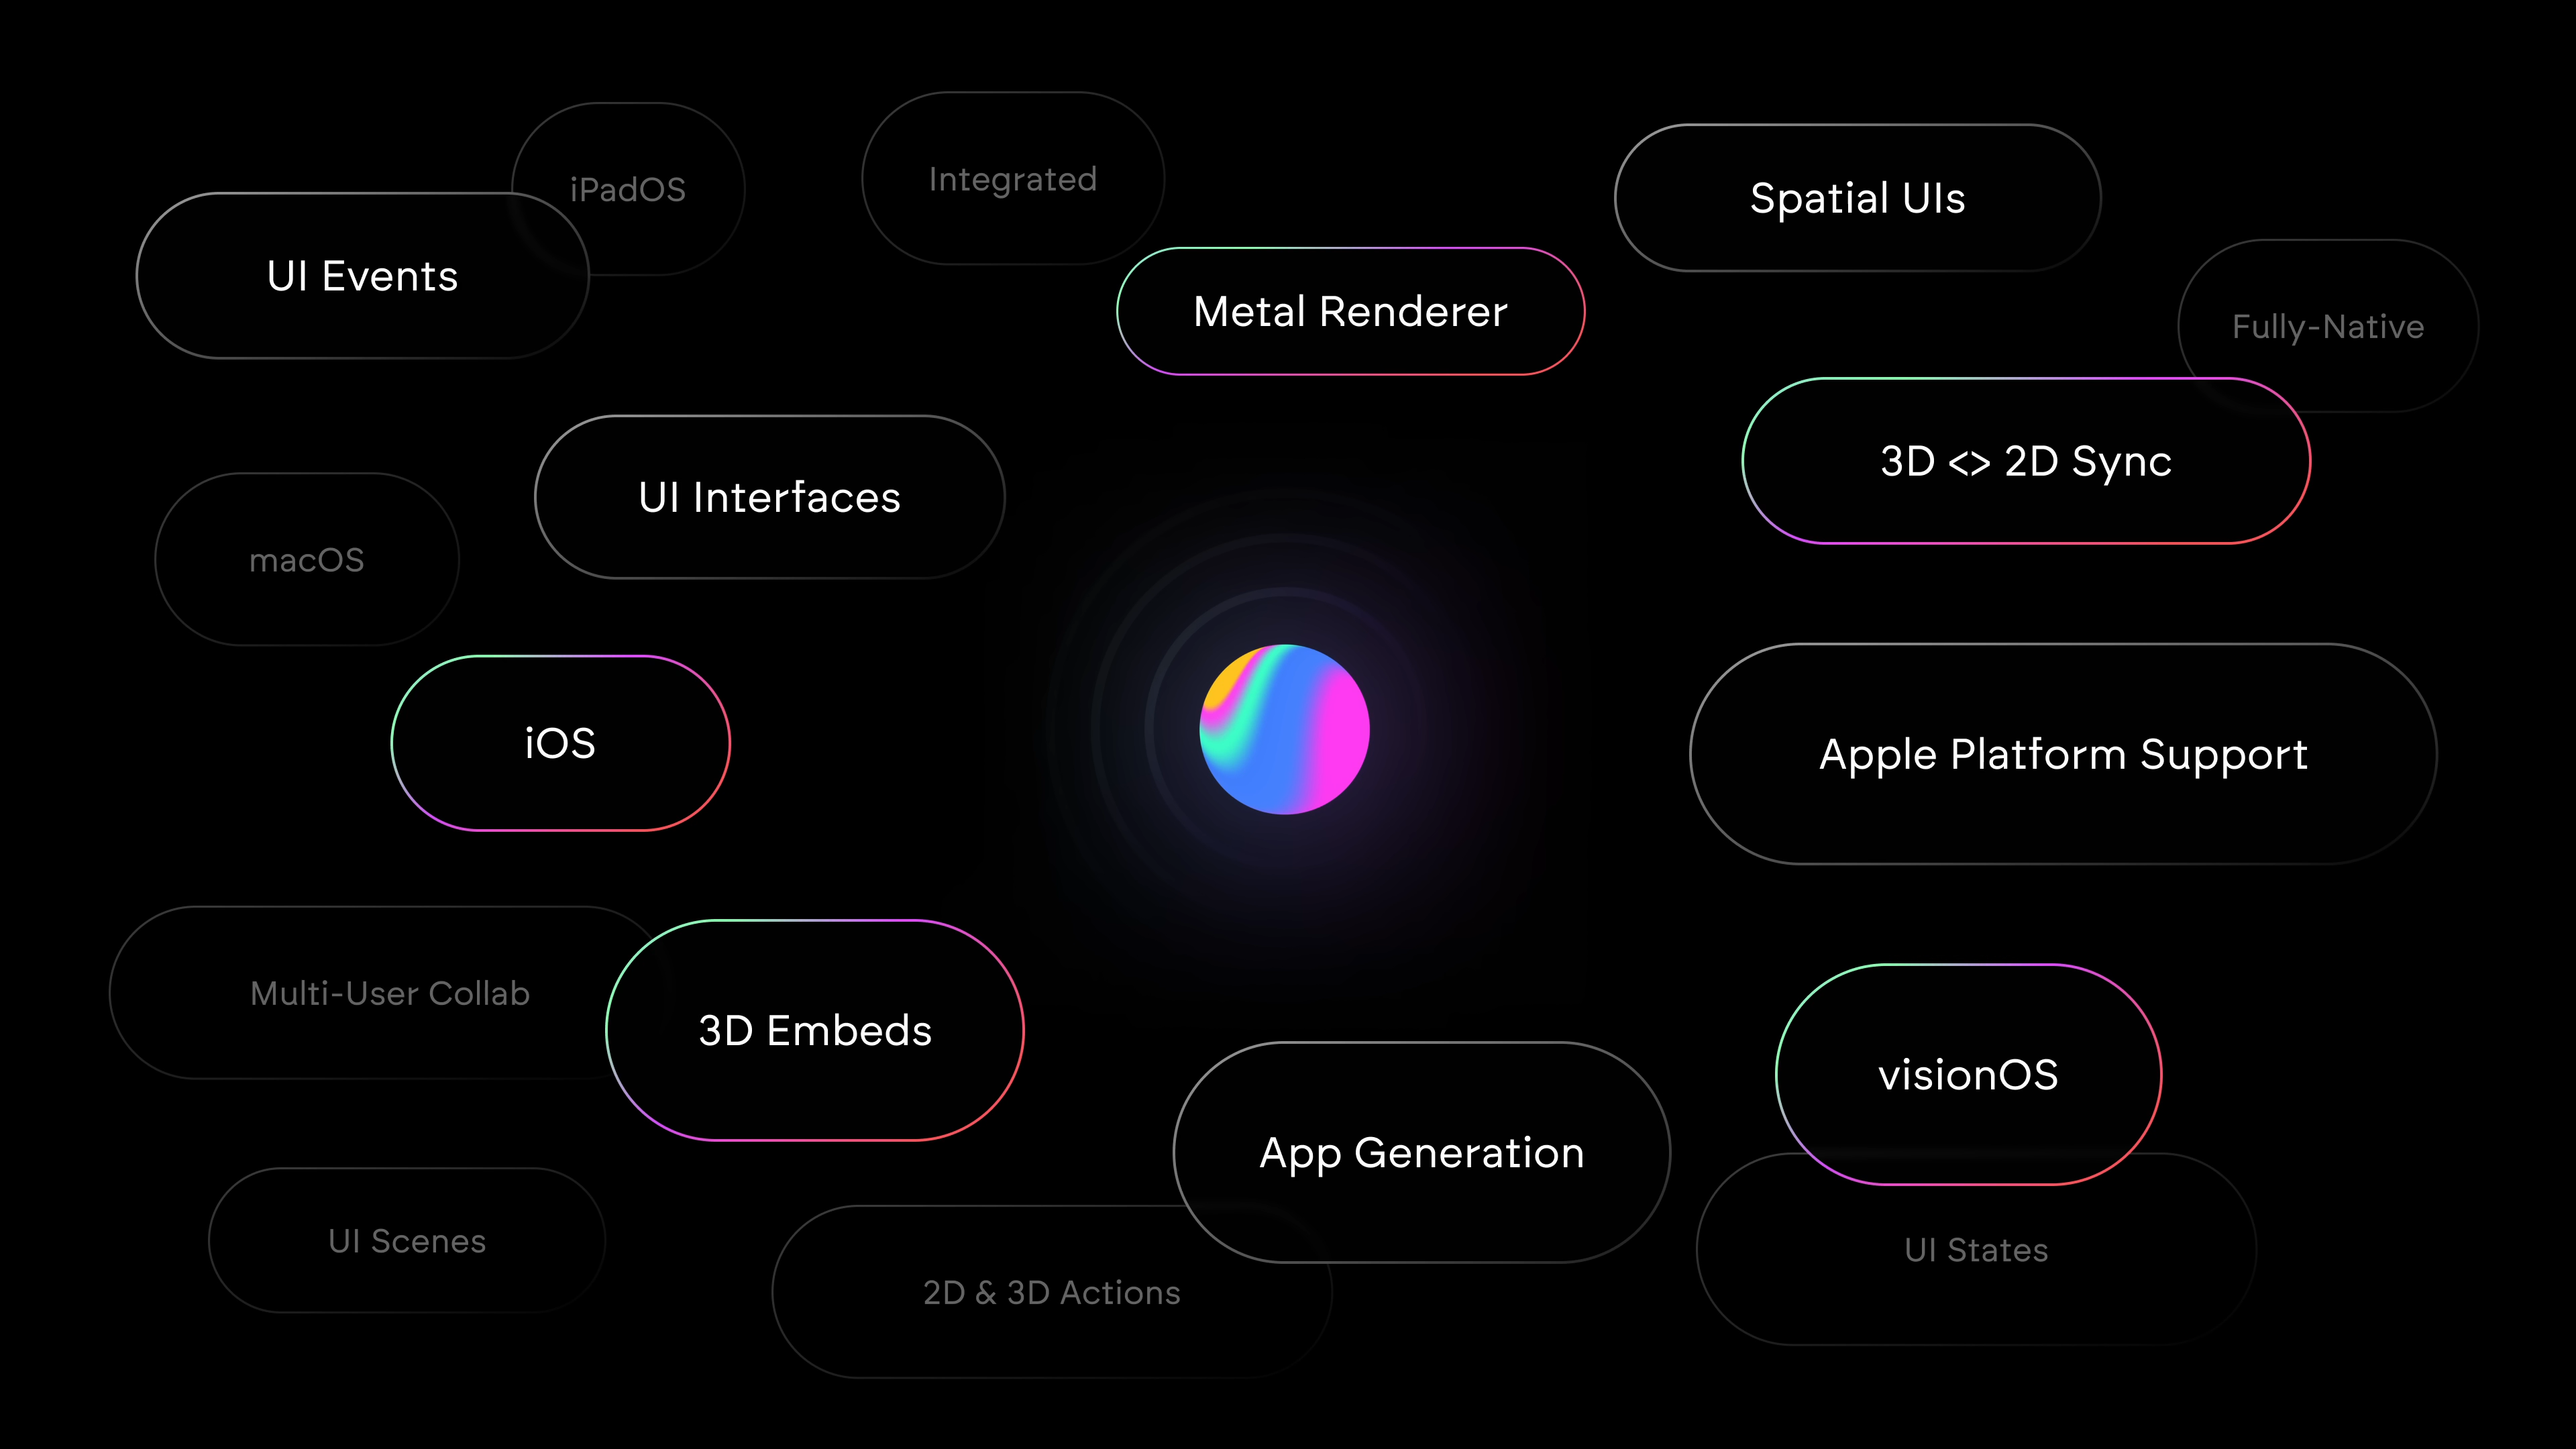 iPadOS
Integrated
Spatial UIs
UI Events
Metal Renderer
Fully-Native
3D <> 2D Sync
UI Interfaces
macOS
iOS
Apple Platform Support
Multi-User Collab
3D Embeds
visionOS
App Generation
UI Scenes
UI States
2D & 3D Actions